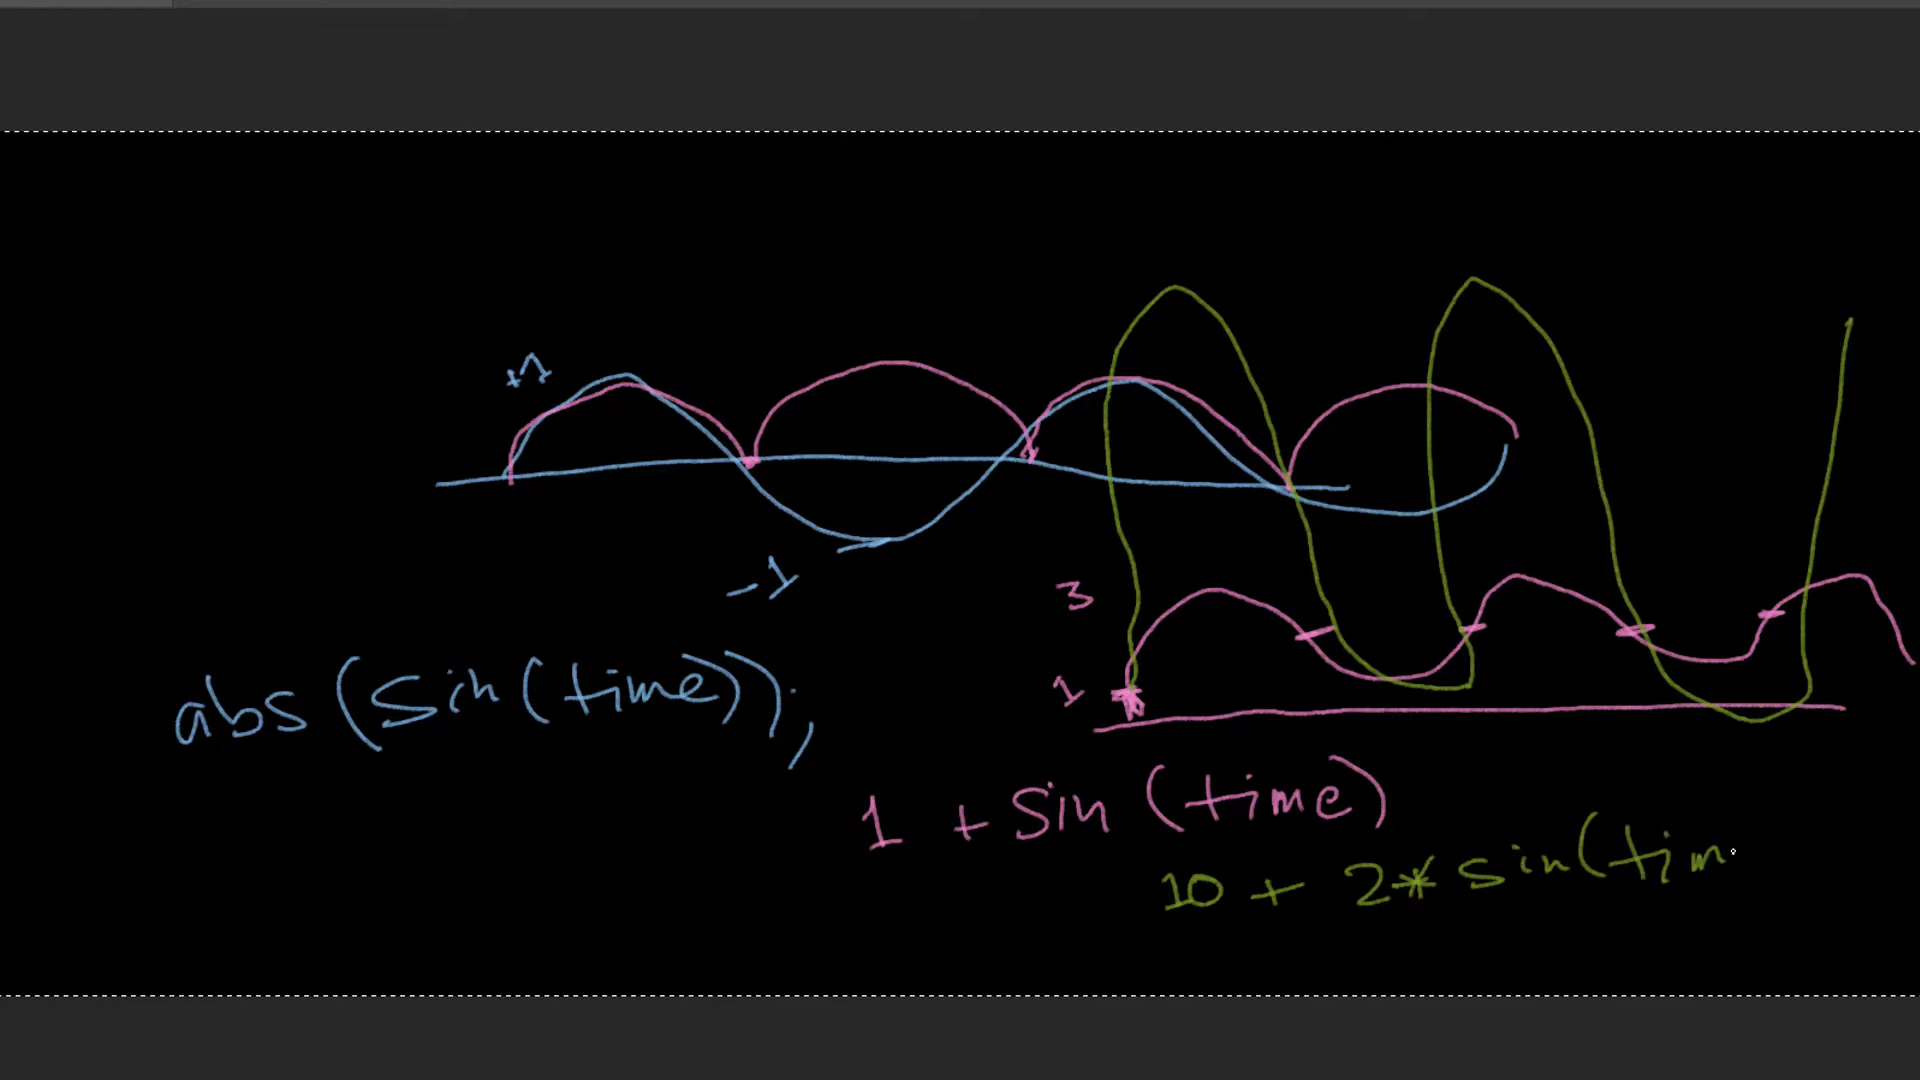 +1
-1
3
1
abs(sin(time));
1 + sin(time)
10 + 2* sin(tim